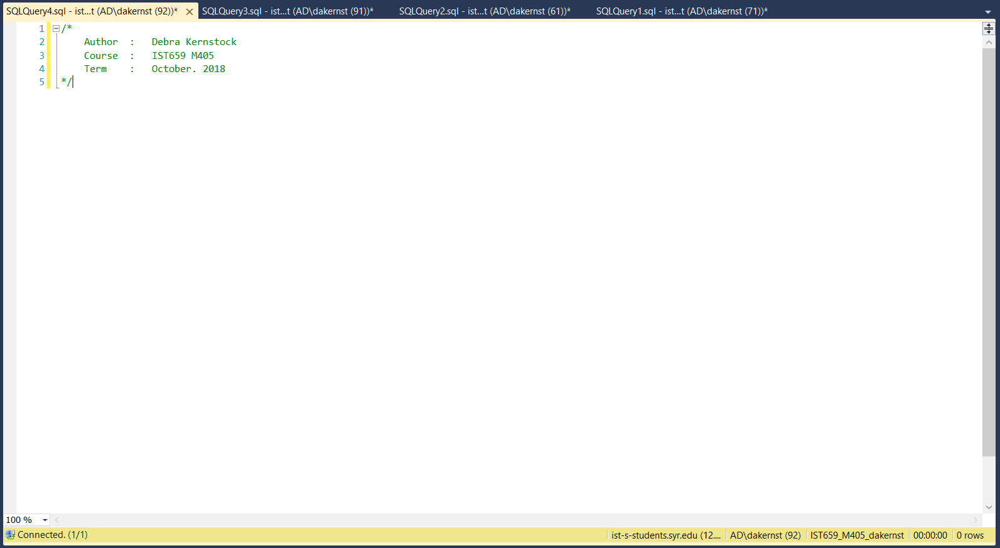 SQLQuery4.sql - ist...t (AD\dakernst (92))* SQLQuery3.sql - ist...t (AD\dakernst (91))* SQLQuery2.sql - ist...t (AD\dakernst (61))* SQLQuery1.sql - ist...t (AD\dakernst (71))*
1 /*
2 Author : Debra Kernstock
3 Course : IST659 M405
4 Term : October. 2018
5 */
100 %
Connected. (1/1) ist-s-students.syr.edu (12.... AD\dakernst (92) IST659_M405_dakernst 00:00:00 0 rows